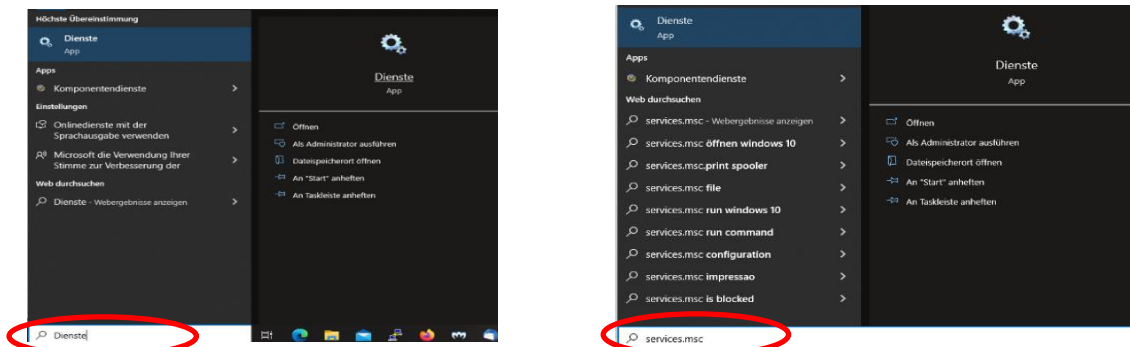 Höchste Übereinstimmung
Dienste
App
Apps
Komponentendienste
Einstellungen
Onlinedienste mit der
Sprachausgabe verwenden
Microsoft die Verwendung Ihrer
Stimme zur Verbesserung der
Web durchsuchen
Dienste - Webergebnisse anzeigen
Dienste
Dienste
App
Öffnen
Als Administrator ausführen
Dateispeicherort öffnen
An "Start" anheften
An Taskleiste anheften
Dienste
App
Apps
Komponentendienste
Web durchsuchen
services.msc - Webergebnisse anzeigen
services.msc öffnen windows 10
services.msc.print spooler
services.msc file
services.msc run windows 10
services.msc run command
services.msc configuration
services.msc impressao
services.msc is blocked
services.msc
Dienste
App
Öffnen
Als Administrator ausführen
Dateispeicherort öffnen
An "Start" anheften
An Taskleiste anheften